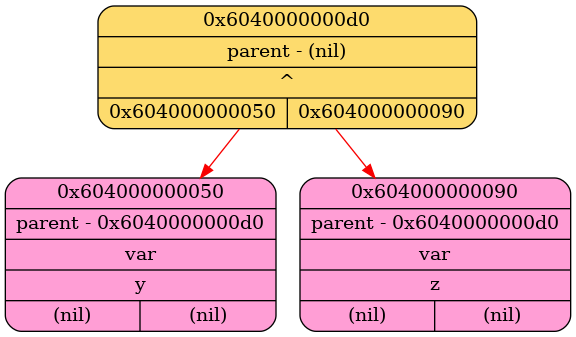 0x6040000000d0
parent - (nil)
^
0x604000000050 0x604000000090
0x604000000050
parent - 0x6040000000d0
var
y
(nil) (nil)
0x604000000090
parent - 0x6040000000d0
var
z
(nil) (nil)